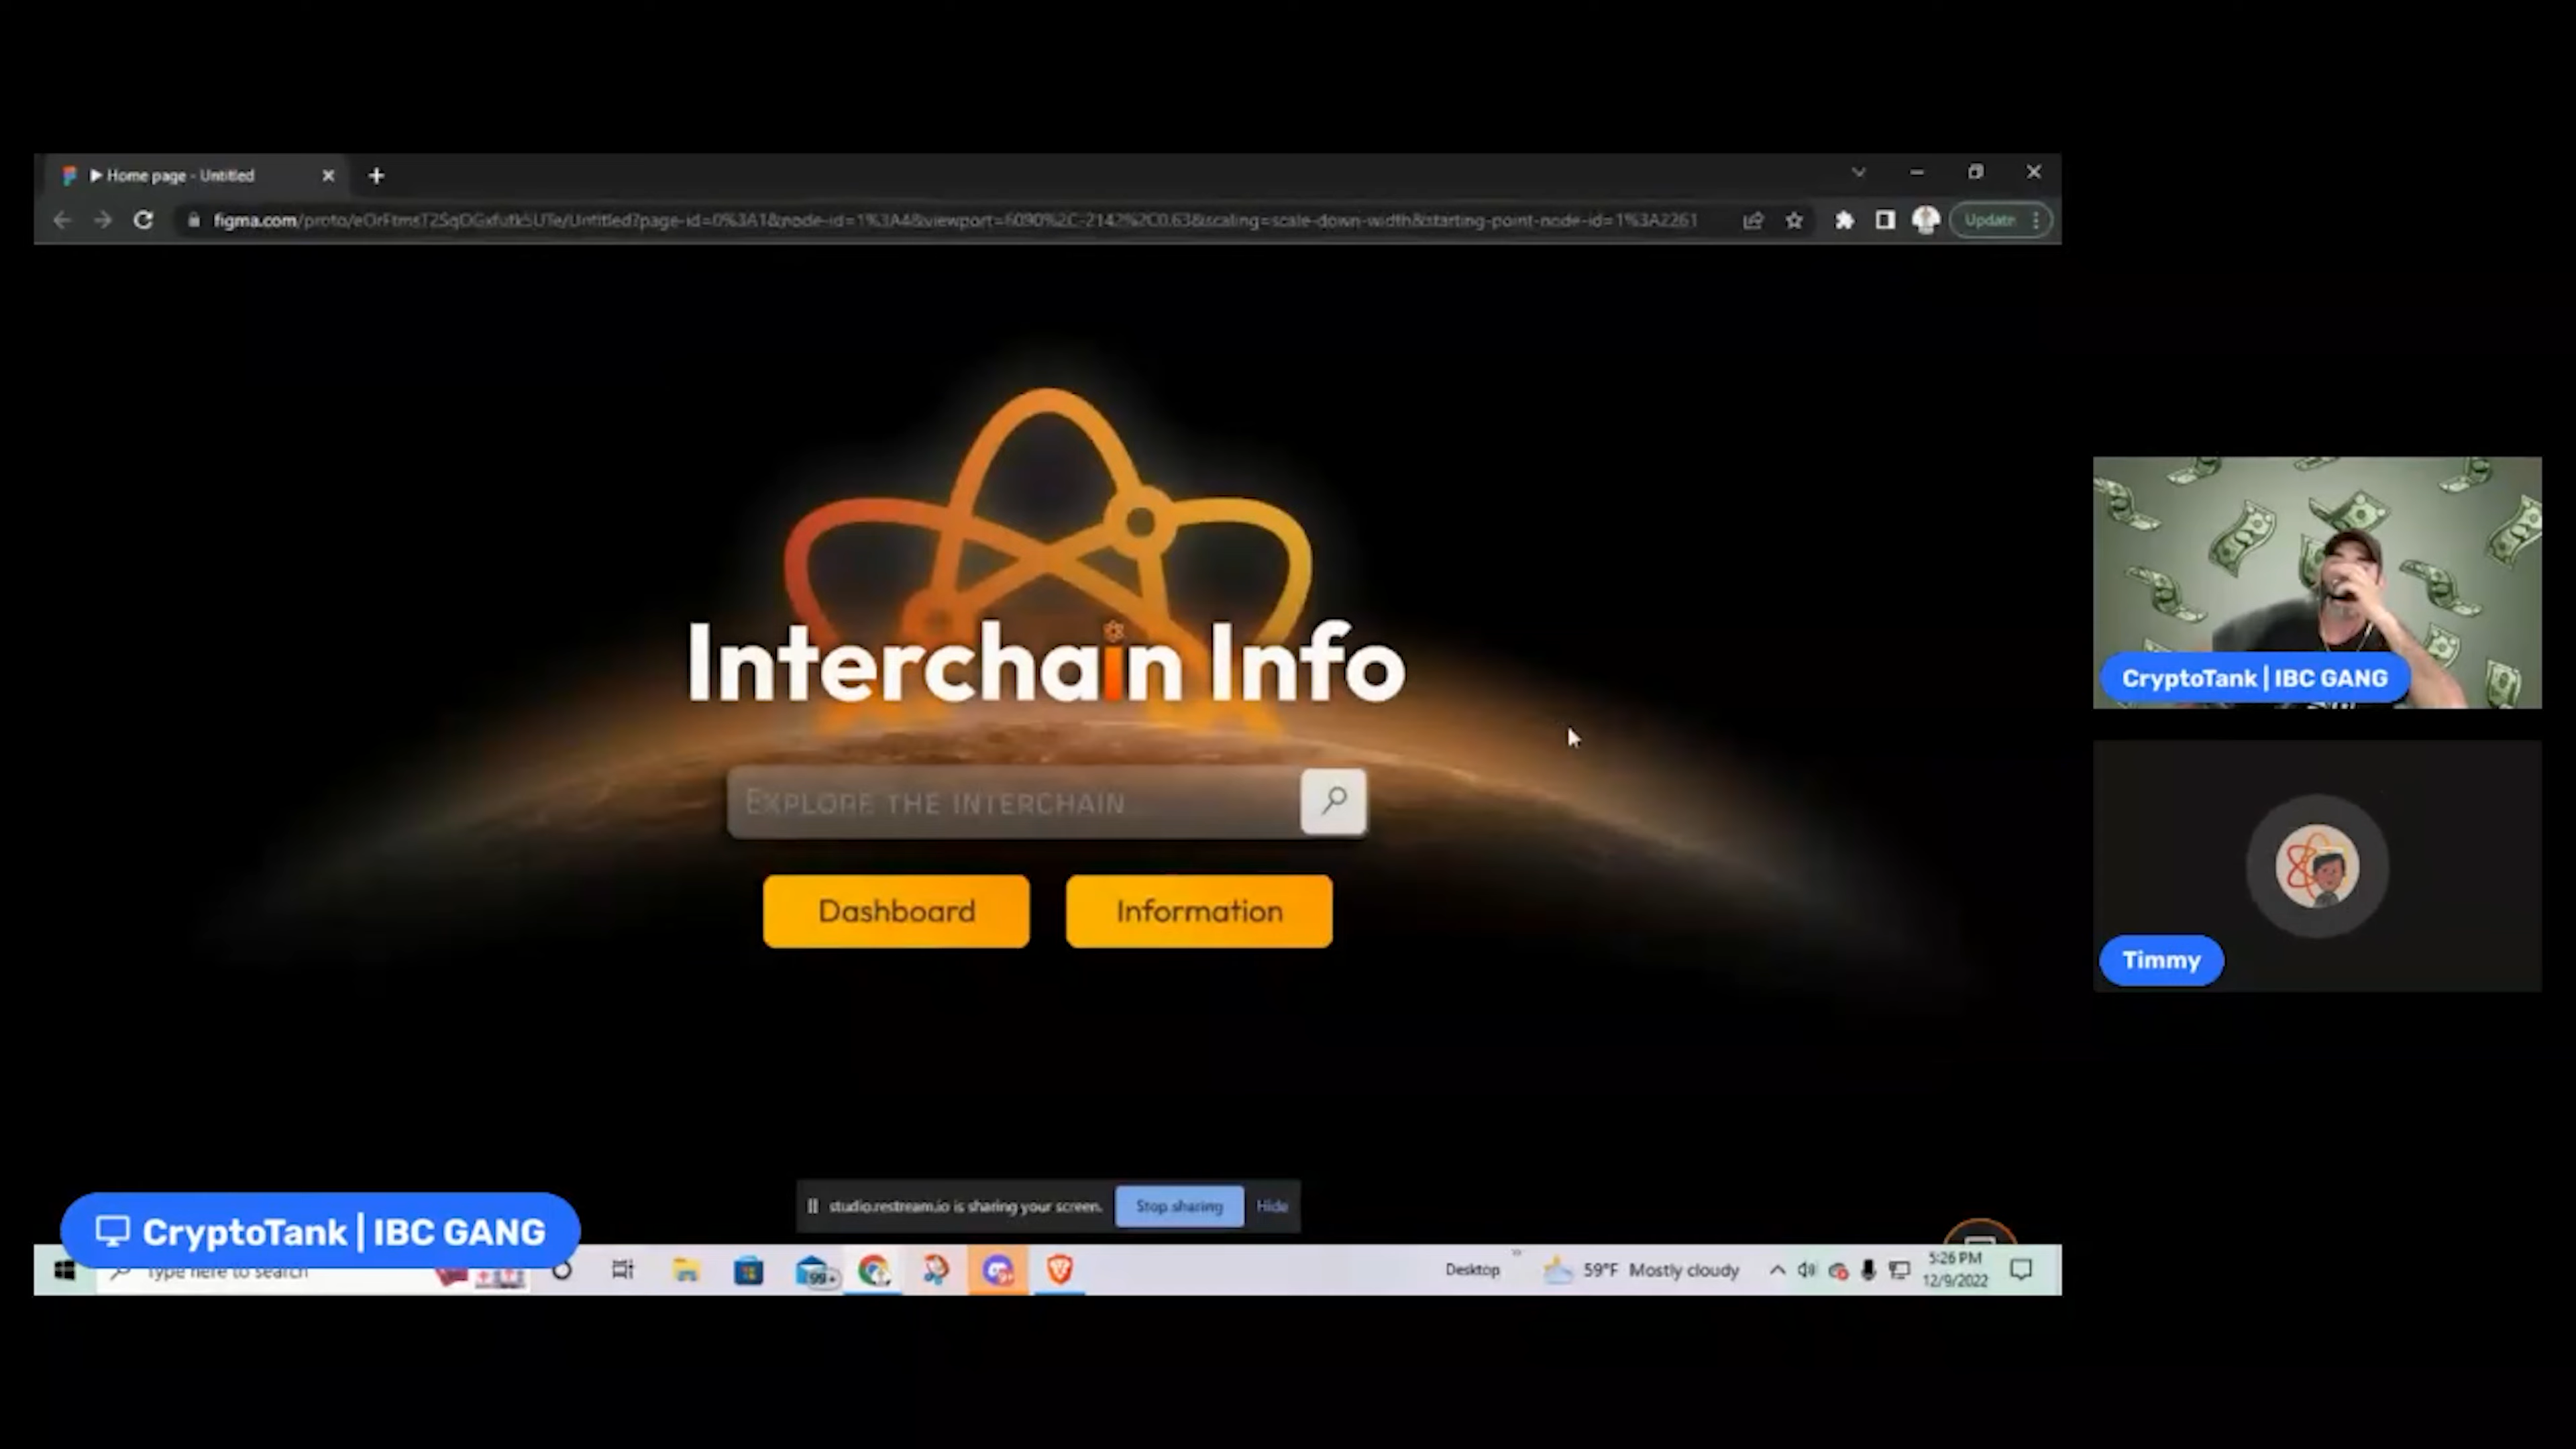 Home page - Untitled
Update
Interchain Info
EXPLORE THE INTERCHAIN
Dashboard
Information
CryptoTank | IBC GANG
Timmy
studio.restream.io is sharing your screen.
Stop sharing
Hide
CryptoTank | IBC GANG
Type here to search
99+
Desktop
59°F Mostly cloudy
5:26 PM
12/9/2022